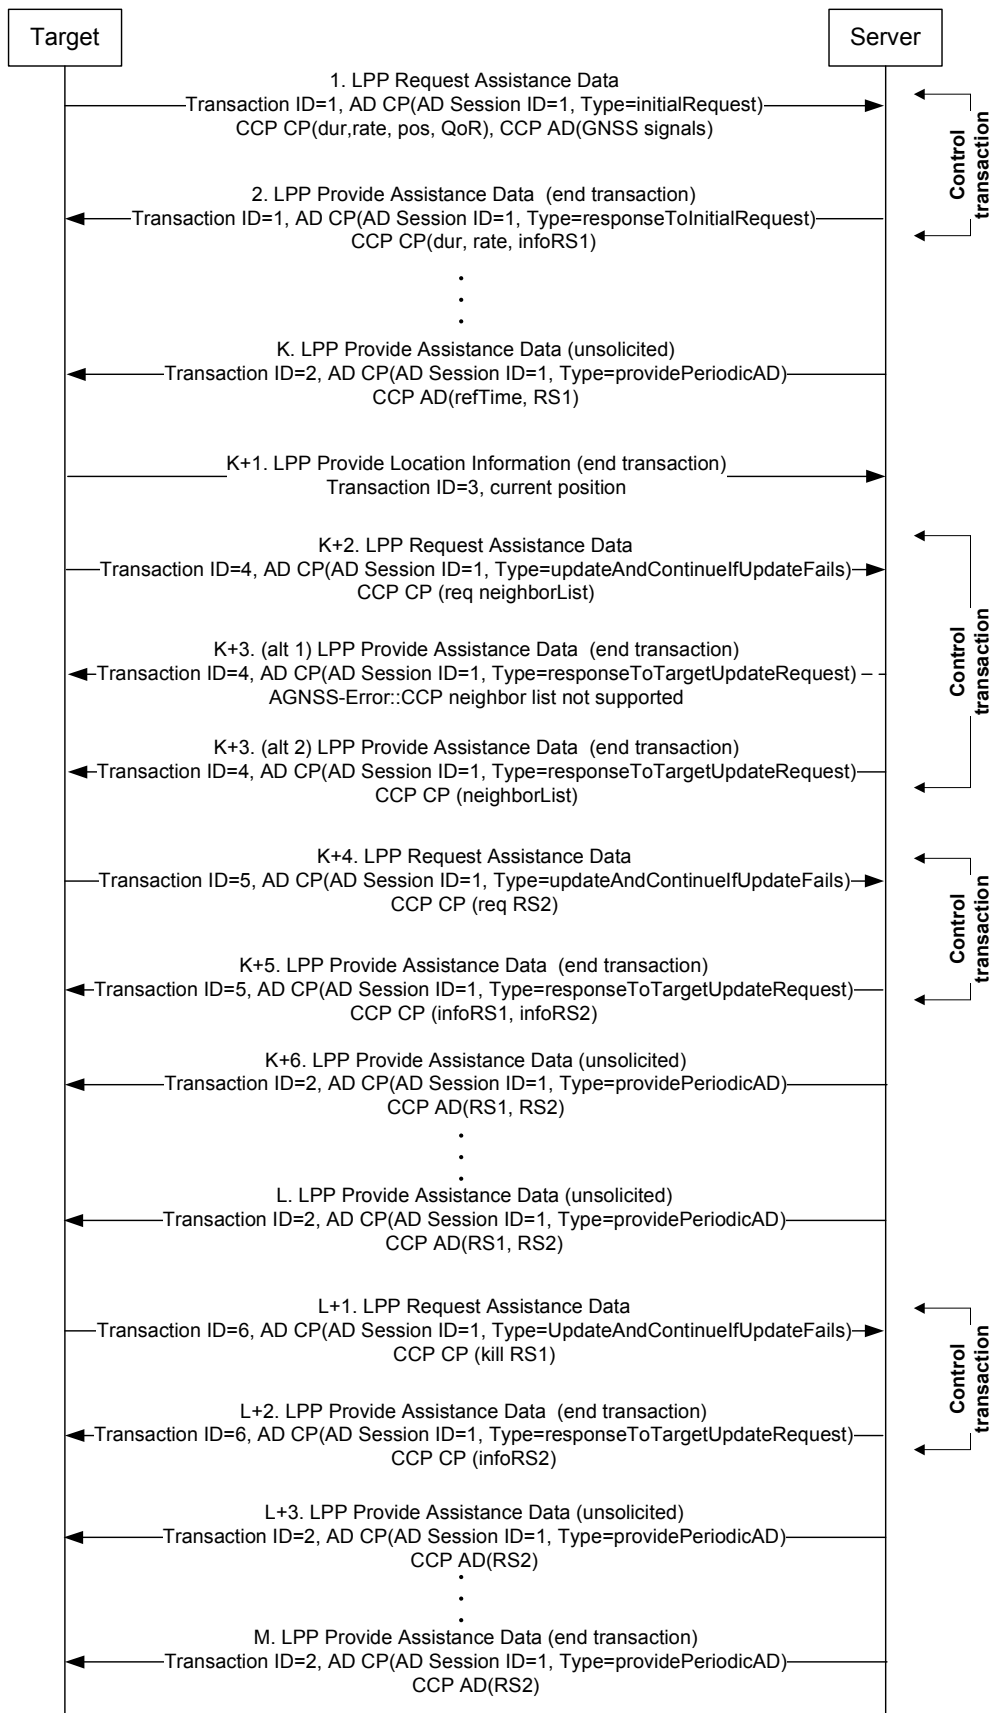 Target
Server
1. LPP Request Assistance Data
Transaction ID=1, AD CP(AD Session ID=1, Type=initialRequest)
CCP CP(dur,rate, pos, QoR), CCP AD(GNSS signals)
Control
transaction
2. LPP Provide Assistance Data (end transaction)
Transaction ID=1, AD CP(AD Session ID=1, Type=responseToInitialRequest)
CCP CP(dur, rate, infoRS1)
K. LPP Provide Assistance Data (unsolicited)
Transaction ID=2, AD CP(AD Session ID=1, Type=providePeriodicAD)
CCP AD(refTime, RS1)
K+1. LPP Provide Location Information (end transaction)
Transaction ID=3, current position
K+2. LPP Request Assistance Data
Transaction ID=4, AD CP(AD Session ID=1, Type=updateAndContinueIfUpdateFails)
CCP CP (req neighborList)
K+3. (alt 1) LPP Provide Assistance Data (end transaction)
Transaction ID=4, AD CP(AD Session ID=1, Type=responseToTargetUpdateRequest)
AGNSS-Error::CCP neighbor list not supported
Control
transaction
K+3. (alt 2) LPP Provide Assistance Data (end transaction)
Transaction ID=4, AD CP(AD Session ID=1, Type=responseToTargetUpdateRequest)
CCP CP (neighborList)
K+4. LPP Request Assistance Data
Transaction ID=5, AD CP(AD Session ID=1, Type=updateAndContinueIfUpdateFails)
CCP CP (req RS2)
Control
transaction
K+5. LPP Provide Assistance Data (end transaction)
Transaction ID=5, AD CP(AD Session ID=1, Type=responseToTargetUpdateRequest)
CCP CP (infoRS1, infoRS2)
K+6. LPP Provide Assistance Data (unsolicited)
Transaction ID=2, AD CP(AD Session ID=1, Type=providePeriodicAD)
CCP AD(RS1, RS2)
L. LPP Provide Assistance Data (unsolicited)
Transaction ID=2, AD CP(AD Session ID=1, Type=providePeriodicAD)
CCP AD(RS1, RS2)
L+1. LPP Request Assistance Data
Transaction ID=6, AD CP(AD Session ID=1, Type=UpdateAndContinueIfUpdateFails)
CCP CP (kill RS1)
Control
transaction
L+2. LPP Provide Assistance Data (end transaction)
Transaction ID=6, AD CP(AD Session ID=1, Type=responseToTargetUpdateRequest)
CCP CP (infoRS2)
L+3. LPP Provide Assistance Data (unsolicited)
Transaction ID=2, AD CP(AD Session ID=1, Type=providePeriodicAD)
CCP AD(RS2)
M. LPP Provide Assistance Data (end transaction)
Transaction ID=2, AD CP(AD Session ID=1, Type=providePeriodicAD)
CCP AD(RS2)